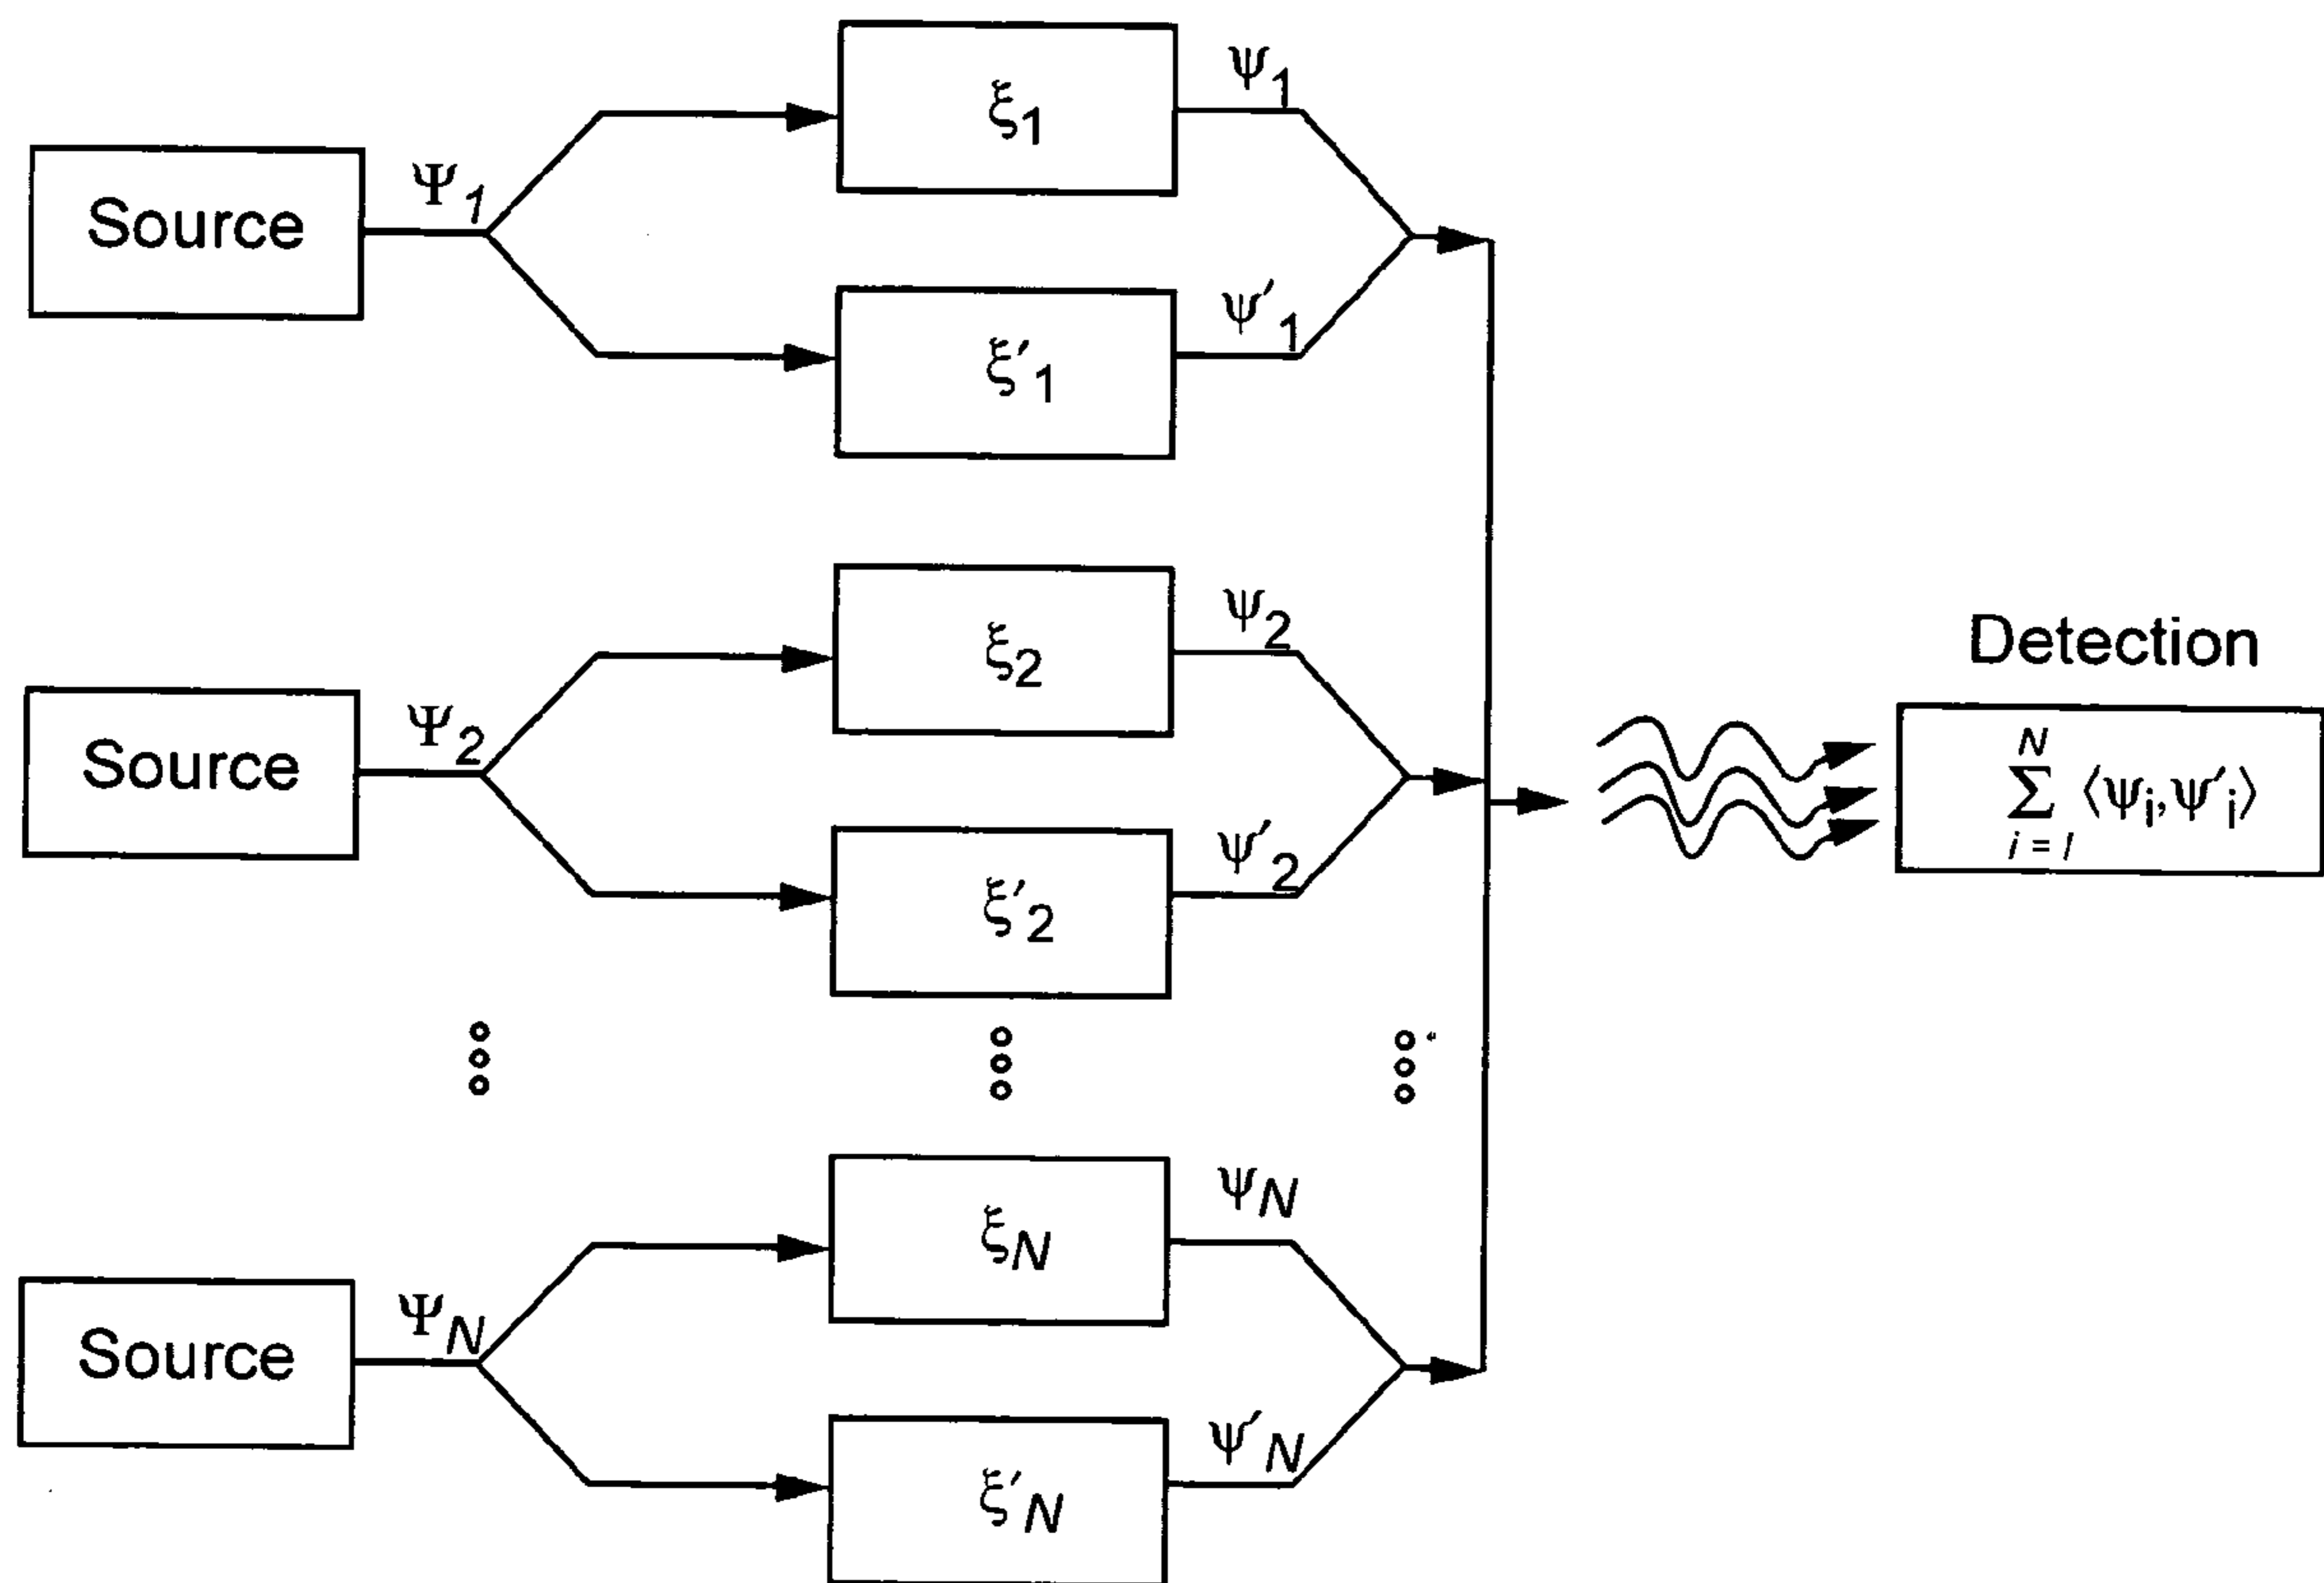 Source
Ψ1
ξ1
ψ1
ξ′1
ψ′1
Source
Ψ2
ξ2
ψ2
ξ′2
ψ′2
Detection
N
Σ ⟨ψi,ψ′i⟩
i = I
Source
ΨN
ξN
ψN
ξ′N
ψ′N